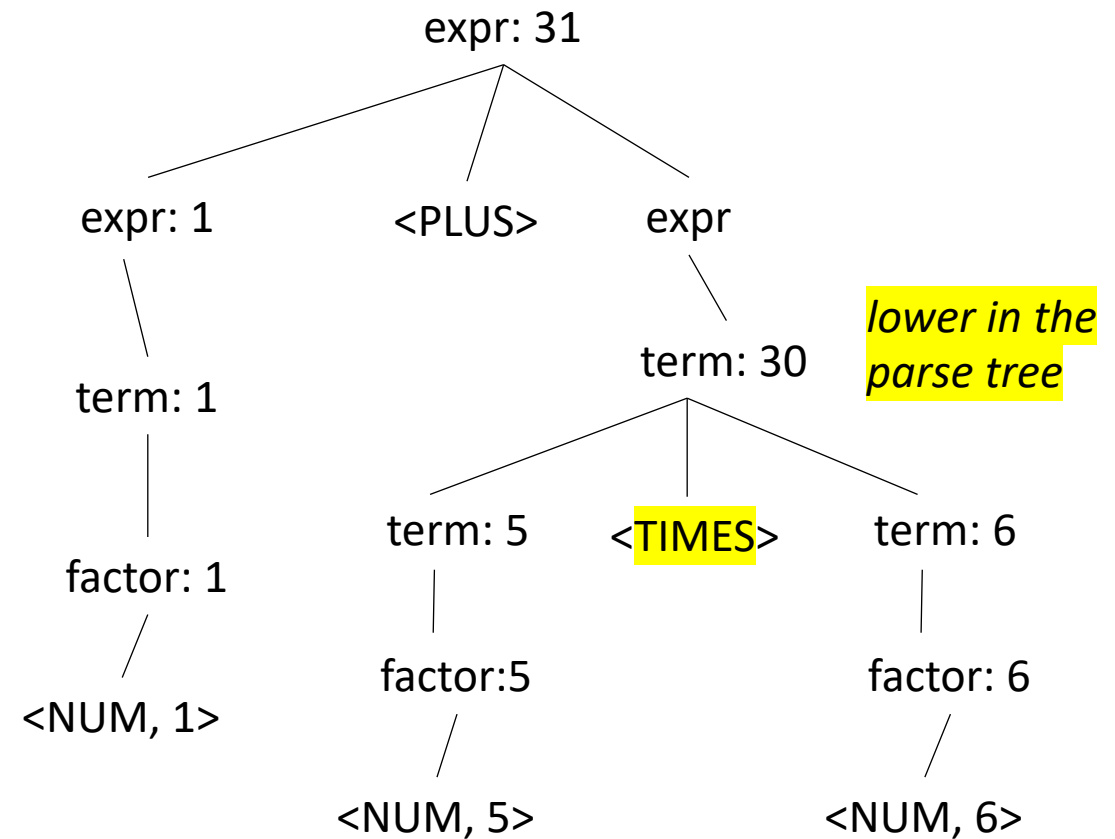 expr: 31
expr: 1
<PLUS>
expr
lower in the
parse tree
term: 30
term: 1
term: 5
<TIMES>
term: 6
factor: 1
factor:5
factor: 6
<NUM, 1>
<NUM, 5>
<NUM, 6>